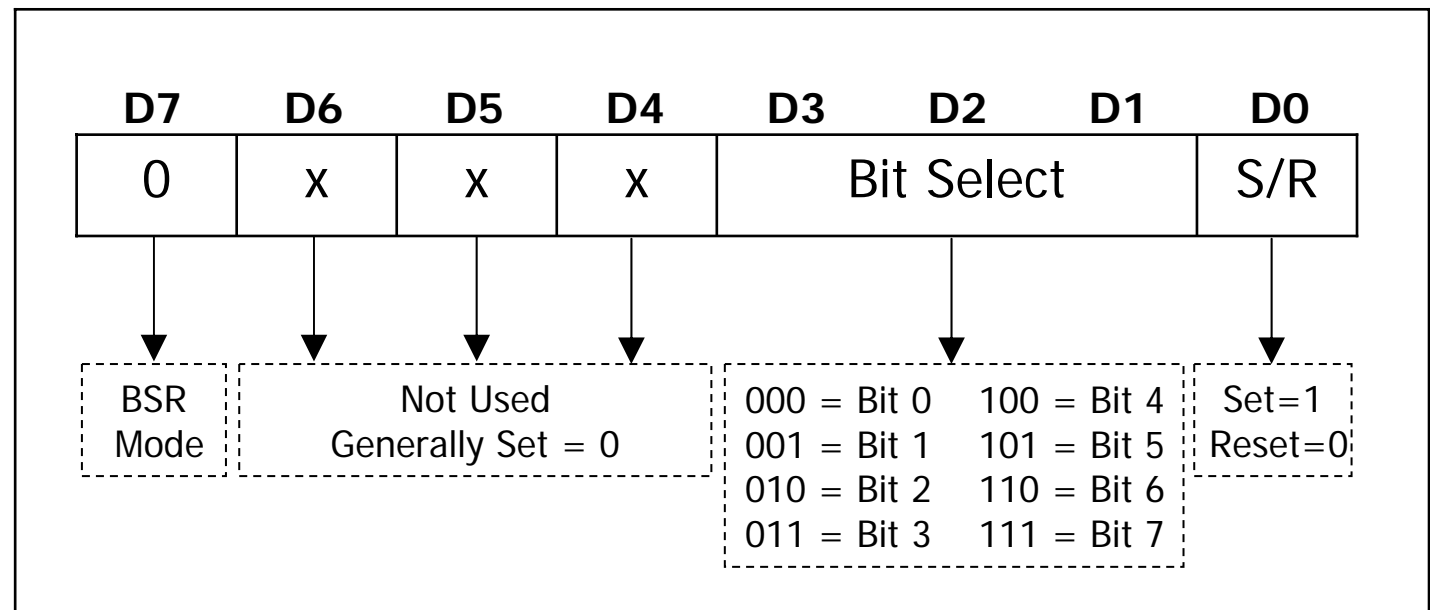 D7 D6 D5 D4 D3 D2 D1 D0
0 x x x Bit Select S/R
BSR
Mode
Not Used
Generally Set = 0
000 = Bit 0 100 = Bit 4
001 = Bit 1 101 = Bit 5
010 = Bit 2 110 = Bit 6
011 = Bit 3 111 = Bit 7
Set=1
Reset=0